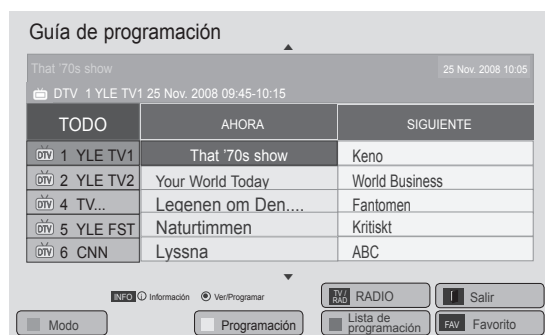 Guía de programación
That '70s show 25 Nov. 2008 10:05
DTV 1 YLE TV1 25 Nov. 2008 09:45-10:15
TODO AHORA SIGUIENTE
DTV 1 YLE TV1 That '70s show Keno
DTV 2 YLE TV2 Your World Today World Business
DTV 4 TV... Legenen om Den.... Fantomen
DTV 5 YLE FST Naturtimmen Kritiskt
DTV 6 CNN Lyssna ABC
INFO i Información Ver/Programar TV/RAD RADIO Salir
Modo Programación Lista de programación FAV Favorito